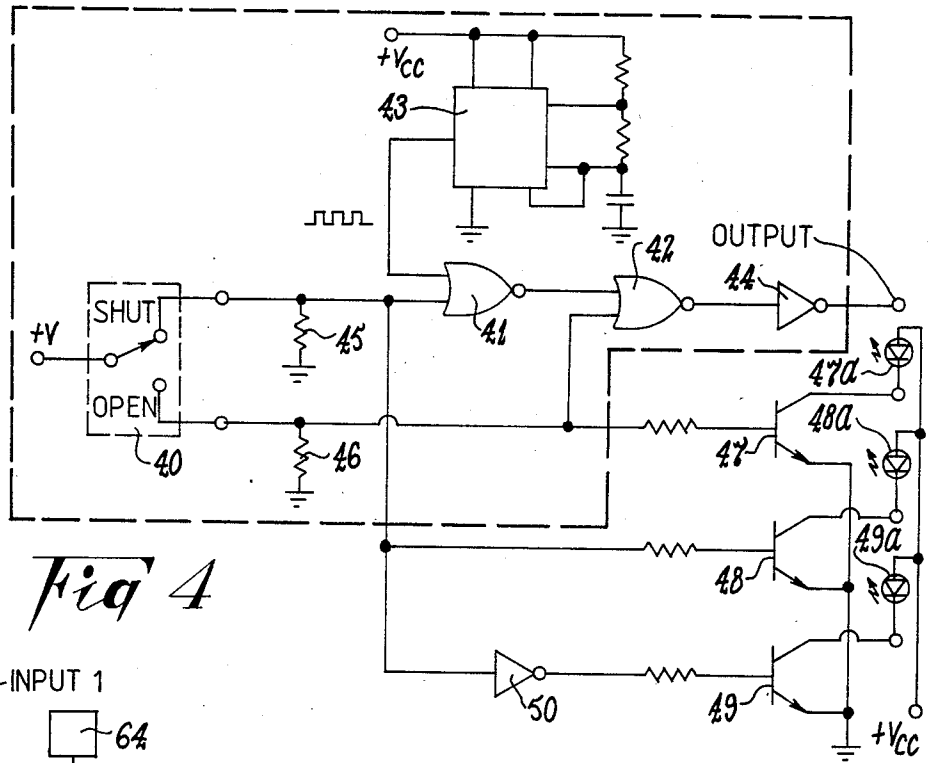 +VCC
43
42
OUTPUT
44
SHUT
+V
45
41
47a
OPEN
48a
40
46
47
49a
48
Fig 4
INPUT 1
50
49
+VCC
64